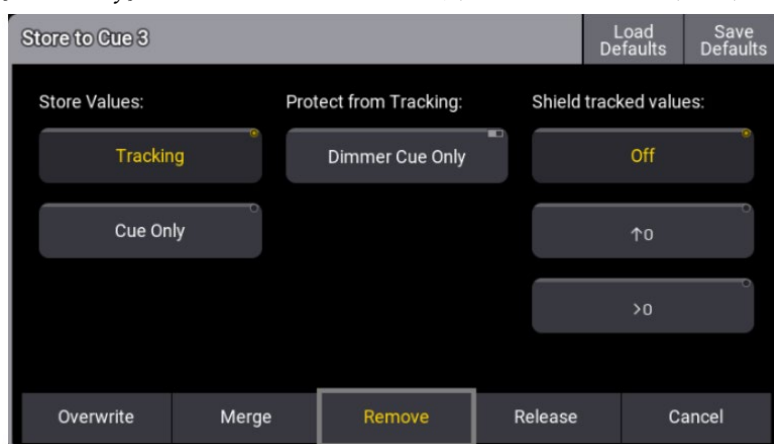 Store to Cue 3
Load
Defaults
Save
Defaults
Store Values:
Protect from Tracking:
Shield tracked values:
Tracking
Dimmer Cue Only
Off
Cue Only
↑0
>0
Overwrite
Merge
Remove
Release
Cancel